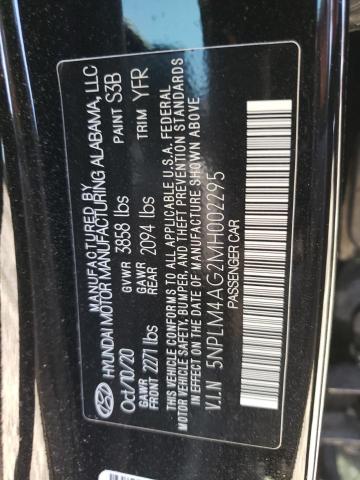 MANUFACTURED BY
HYUNDAI MOTOR MANUFACTURING ALABAMA, LLC
Oct/10/20 GVWR 3858 lbs PAINT S3B
GAWR FRONT 2271 lbs GAWR REAR 2094 lbs TRIM YFR
THIS VEHICLE CONFORMS TO ALL APPLICABLE U.S.A. FEDERAL
MOTOR VEHICLE SAFETY, BUMPER, AND THEFT PREVENTION STANDARDS
IN EFFECT ON THE DATE OF MANUFACTURE SHOWN ABOVE.
V.I.N 5NPLM4AG2MH002295
PASSENGER CAR